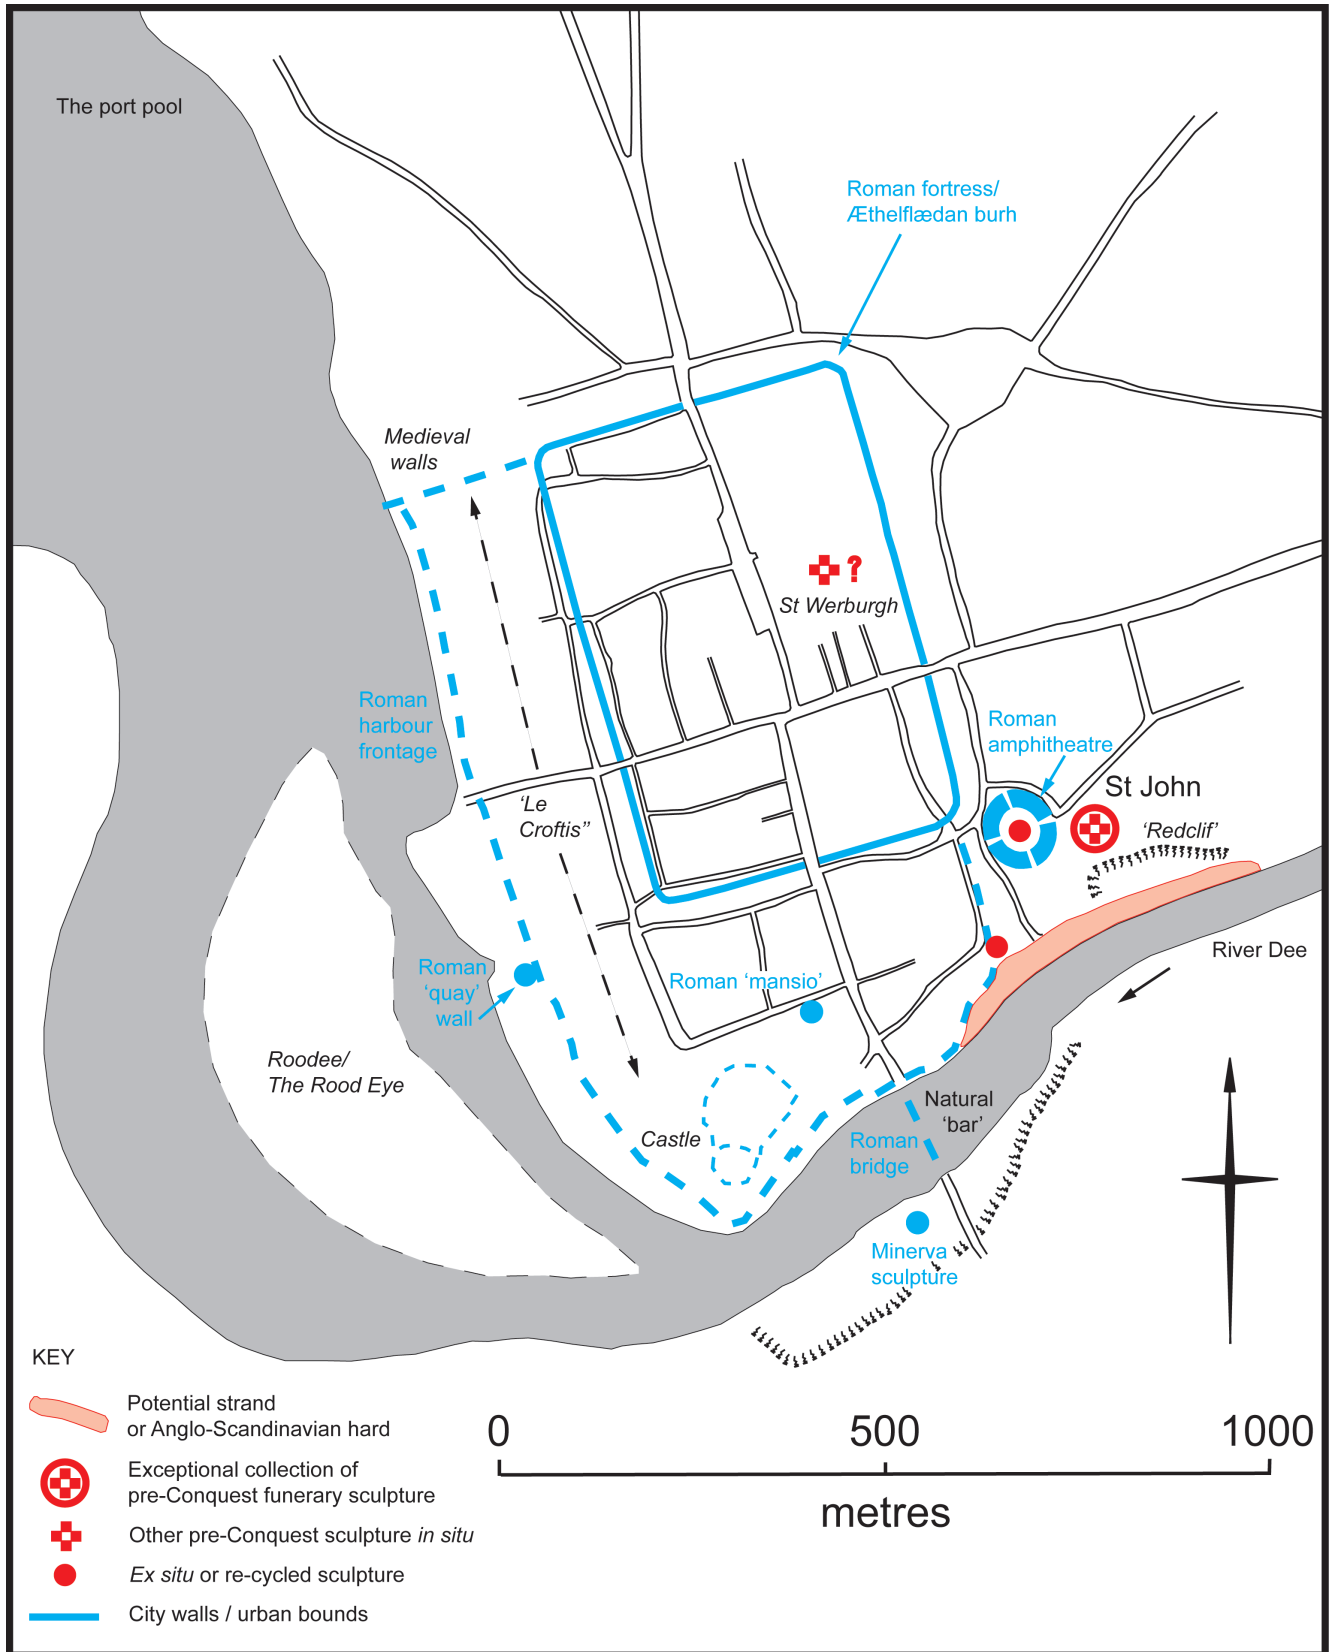 The port pool
Roman fortress/
Æthelflædan burh
Medieval
walls
?
St Werburgh
Roman
harbour
frontage
Roman
amphitheatre
St John
'Redclif'
'Le
Croftis"
River Dee
Roman
'quay'
wall
Roman 'mansio'
Roodee/
The Rood Eye
Natural
'bar'
Castle
Roman
bridge
Minerva
sculpture
KEY
Potential strand
or Anglo-Scandinavian hard
Exceptional collection of
pre-Conquest funerary sculpture
Other pre-Conquest sculpture in situ
Ex situ or re-cycled sculpture
City walls / urban bounds
0 500 1000
metres